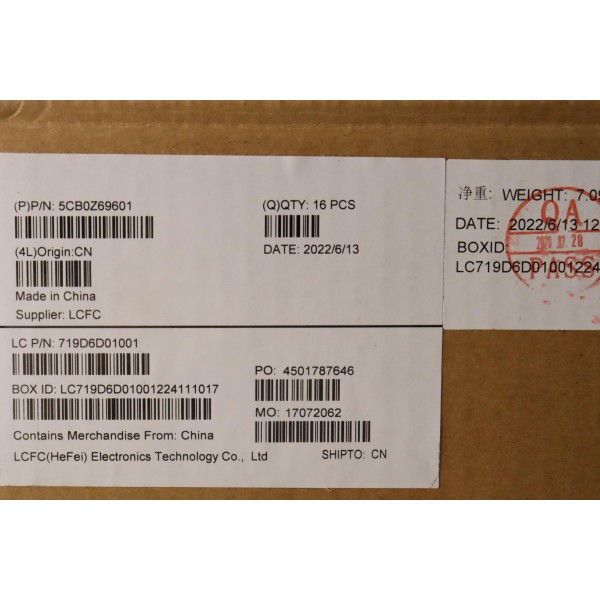 (P)P/N: 5CB0Z69601
(Q)QTY: 16 PCS
(4L)Origin:CN
DATE: 2022/6/13
Made in China
Supplier: LCFC
LC P/N: 719D6D01001
PO: 4501787646
BOX ID: LC719D6D01001224111017
MO: 17072062
Contains Merchandise From: China
LCFC(HeFei) Electronics Technology Co., Ltd
SHIPTO: CN
净重: WEIGHT: 7.09
DATE: 2022/6/13 12
BOXID:
LC719D6D01001224
QA
PASS